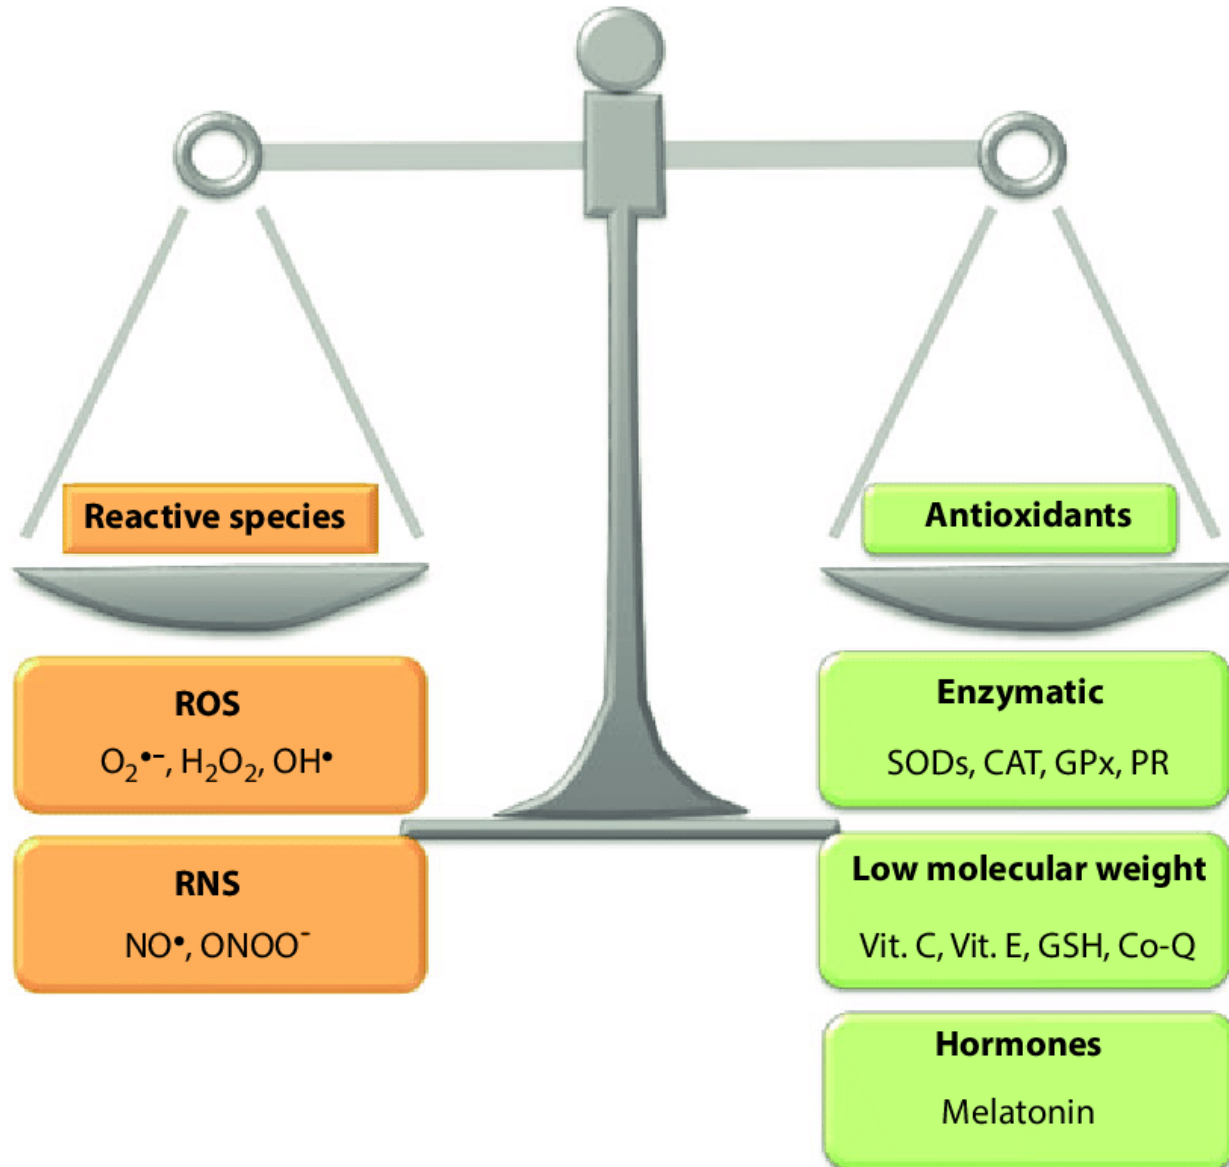 Reactive species
Antioxidants
ROS
O₂•⁻, H₂O₂, OH•
RNS
NO•, ONOO⁻
Enzymatic
SODs, CAT, GPx, PR
Low molecular weight
Vit. C, Vit. E, GSH, Co-Q
Hormones
Melatonin